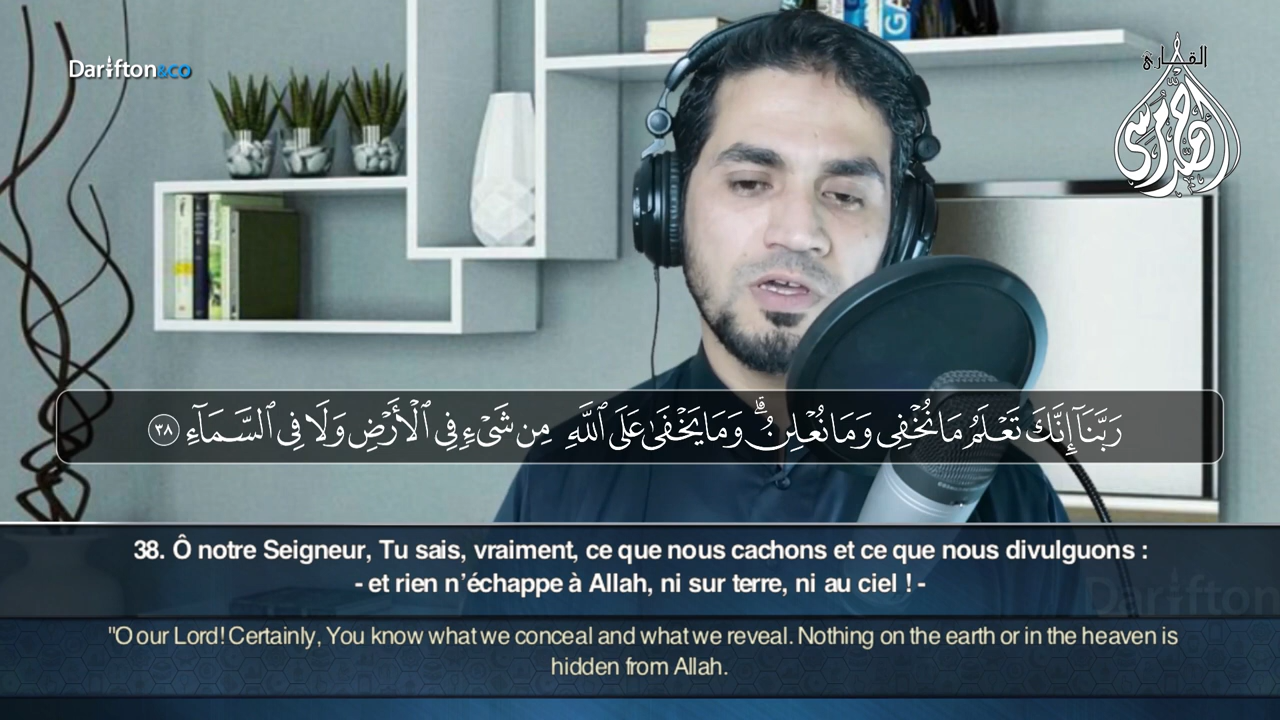 Darifton&co
القارئ
أحمد مرسي
رَبَّنَآ إِنَّكَ تَعْلَمُ مَا نُخْفِى وَمَا نُعْلِنُ ۗ وَمَا يَخْفَىٰ عَلَى ٱللَّهِ مِن شَىْءٍ فِى ٱلْأَرْضِ وَلَا فِى ٱلسَّمَآءِ ٣٨
38. Ô notre Seigneur, Tu sais, vraiment, ce que nous cachons et ce que nous divulguons :
- et rien n’échappe à Allah, ni sur terre, ni au ciel ! -
Darifton
"O our Lord! Certainly, You know what we conceal and what we reveal. Nothing on the earth or in the heaven is
hidden from Allah.